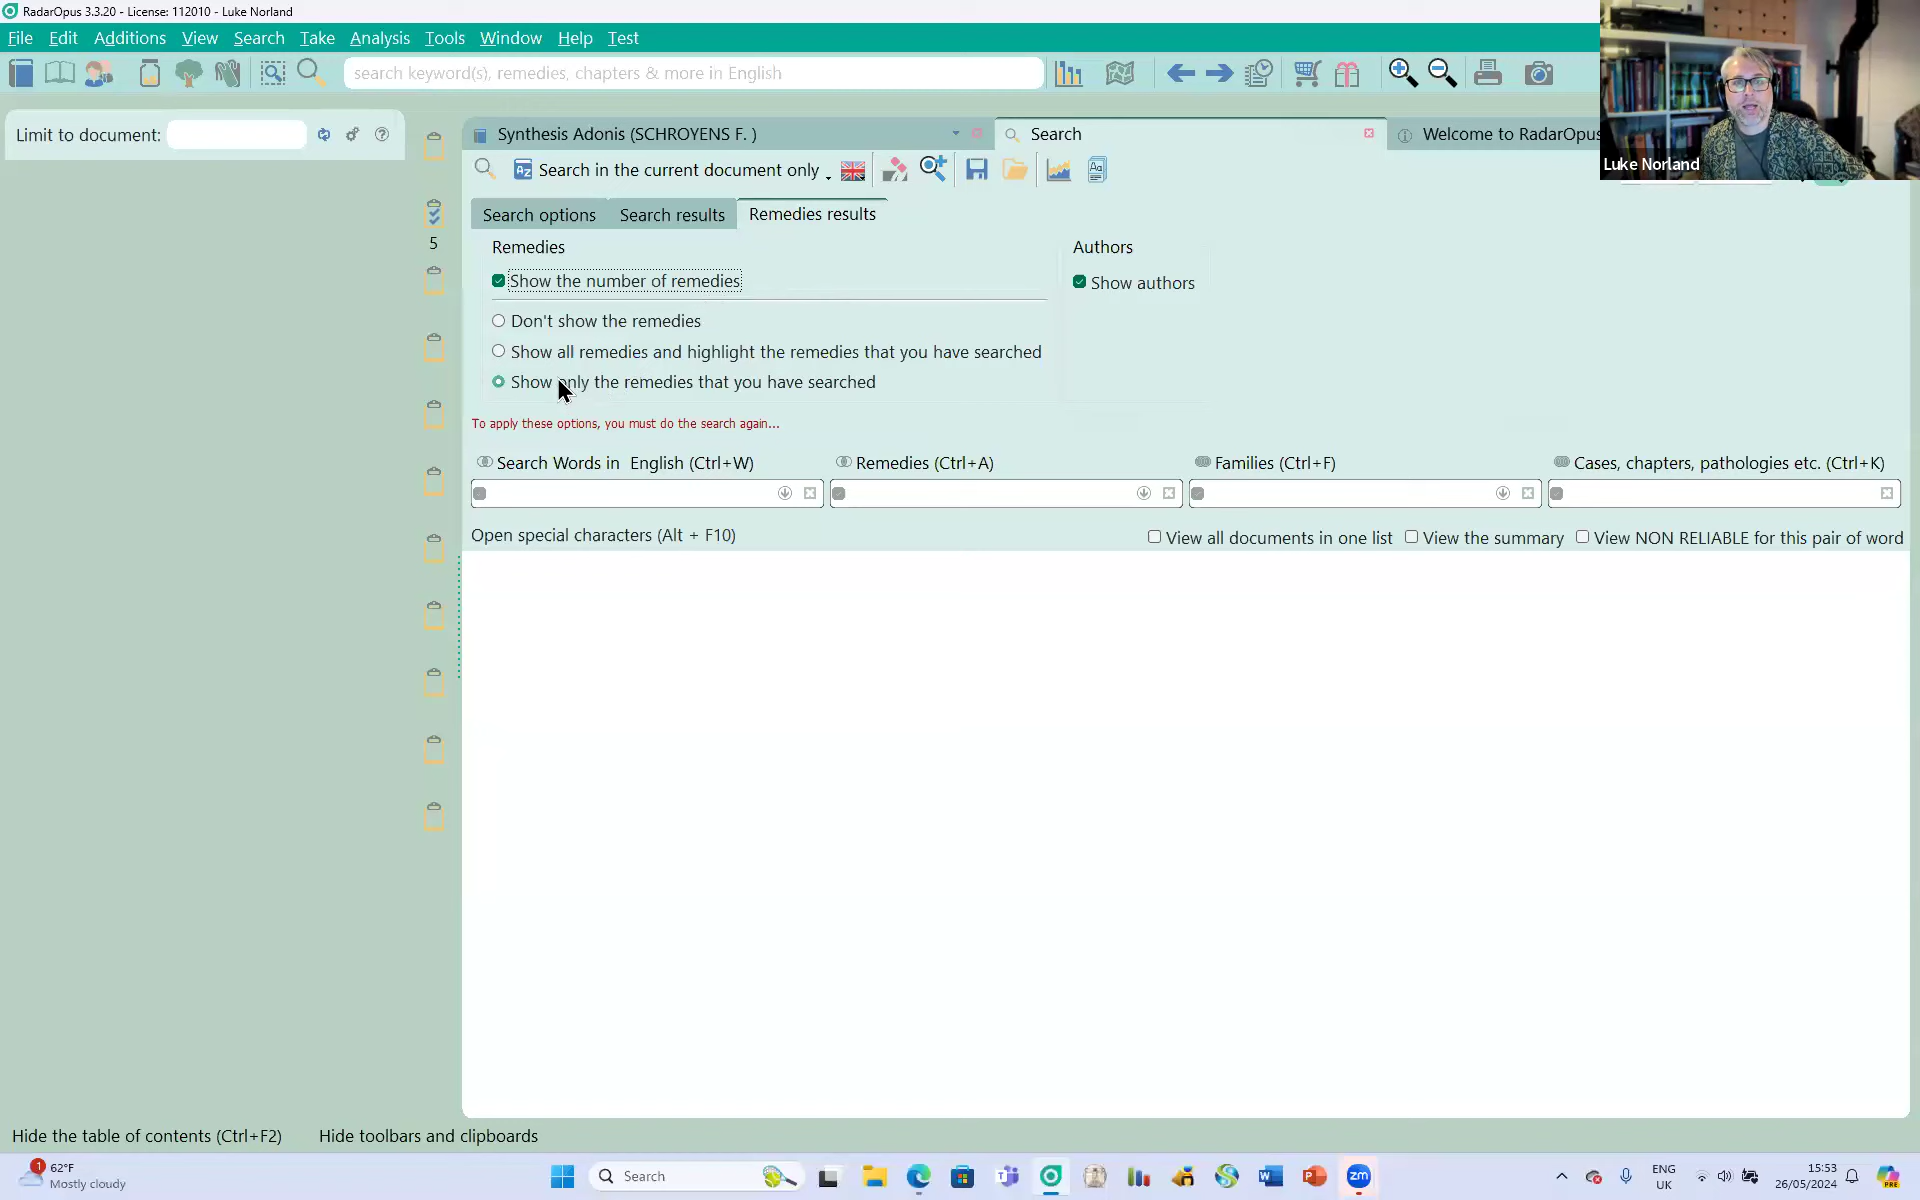 RadarOpus 3.3.20 - License: 112010 - Luke Norland
File Edit Additions View Search Take Analysis Tools Window Help Test
search keyword(s), remedies, chapters & more in English
Luke Norland
Limit to document:
Synthesis Adonis (SCHROYENS F. )
Search
Welcome to RadarOpus
Search in the current document only
Search options
Search results
Remedies results
5
Remedies
Authors
Show the number of remedies
Show authors
Don't show the remedies
Show all remedies and highlight the remedies that you have searched
Show only the remedies that you have searched
To apply these options, you must do the search again...
Search Words in English (Ctrl+W)
Remedies (Ctrl+A)
Families (Ctrl+F)
Cases, chapters, pathologies etc. (Ctrl+K)
Open special characters (Alt + F10)
View all documents in one list
View the summary
View NON RELIABLE for this pair of word
Hide the table of contents (Ctrl+F2)
Hide toolbars and clipboards
1
62°F
Mostly cloudy
Search
ENG
UK
15:53
26/05/2024